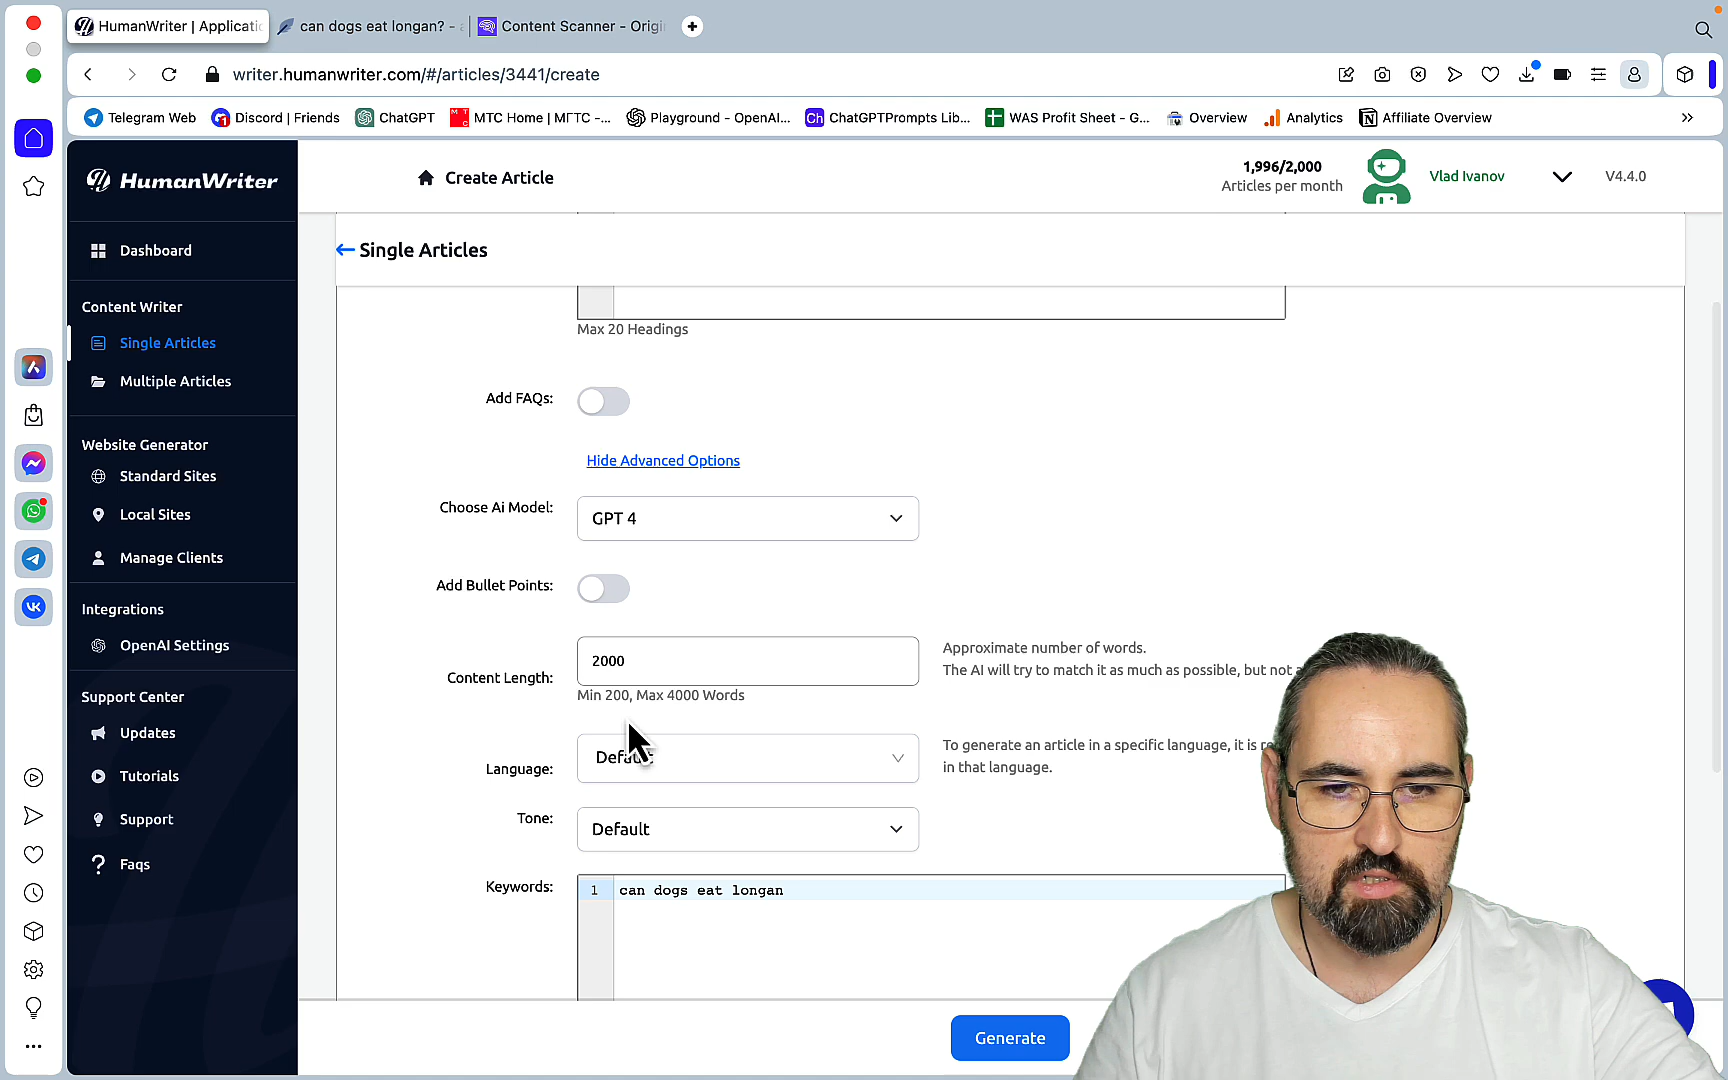 HumanWriter | Applicatic
can dogs eat longan? -
Content Scanner - Origi
writer.humanwriter.com/#/articles/3441/create
Telegram Web
Discord | Friends
ChatGPT
МТС Home | МГТС -...
Playground - OpenAI...
Ch ChatGPTPrompts Lib...
WAS Profit Sheet - G...
Overview
Analytics
Affiliate Overview
HumanWriter
Create Article
1,996/2,000
Articles per month
Vlad Ivanov
V4.4.0
Single Articles
Dashboard
Content Writer
Single Articles
Multiple Articles
Website Generator
Standard Sites
Local Sites
Manage Clients
Integrations
OpenAI Settings
Support Center
Updates
Tutorials
Support
Faqs
Max 20 Headings
Add FAQs:
Hide Advanced Options
Choose Ai Model:
GPT 4
Add Bullet Points:
Content Length:
2000
Min 200, Max 4000 Words
Approximate number of words.
The AI will try to match it as much as possible, but not
Language:
Default
To generate an article in a specific language, it is
in that language.
Tone:
Default
Keywords:
1 can dogs eat longan
Generate